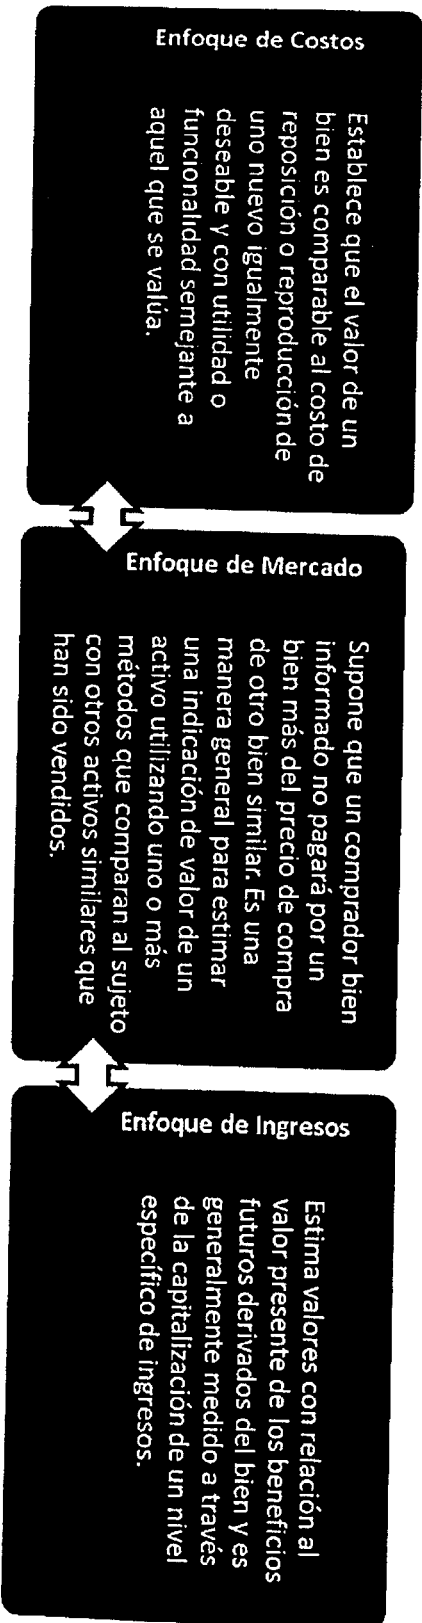 Enfoque de Costos
Establece que el valor de un
bien es comparable al costo de
reposición o reproducción de
uno nuevo igualmente
deseable y con utilidad o
funcionalidad semejante a
aquel que se valúa.
Enfoque de Mercado
Supone que un comprador bien
informado no pagará por un
bien más del precio de compra
de otro bien similar. Es una
manera general para estimar
una indicación de valor de un
activo utilizando uno o más
métodos que comparan al sujeto
con otros activos similares que
han sido vendidos.
Enfoque de Ingresos
Estima valores con relación al
valor presente de los beneficios
futuros derivados del bien y es
generalmente medido a través
de la capitalización de un nivel
específico de ingresos.